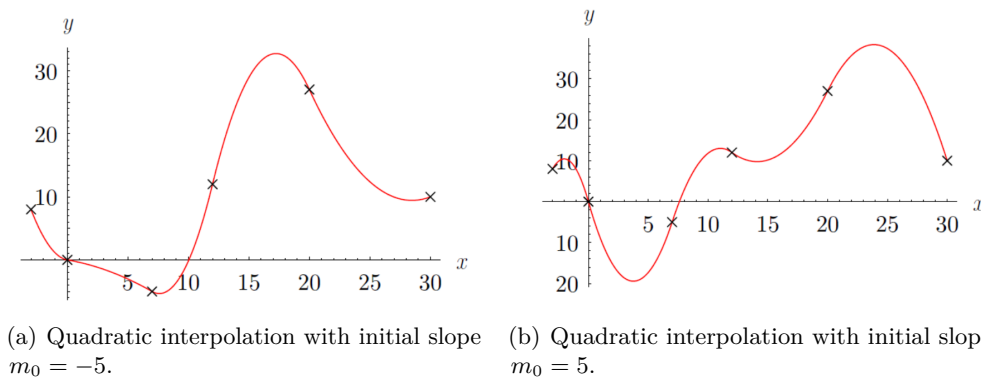 y
30
20
10
5 10 15 20 25 30
x
(a) Quadratic interpolation with initial slope
m₀ = −5.
y
30
20
10
5 10 15 20 25 30
x
10
20
(b) Quadratic interpolation with initial slop
m₀ = 5.